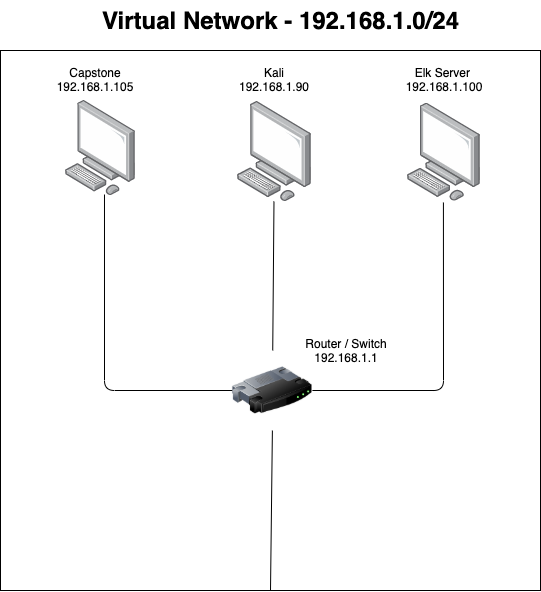 Virtual Network - 192.168.1.0/24
Capstone
192.168.1.105
Kali
192.168.1.90
Elk Server
192.168.1.100
Router / Switch
192.168.1.1